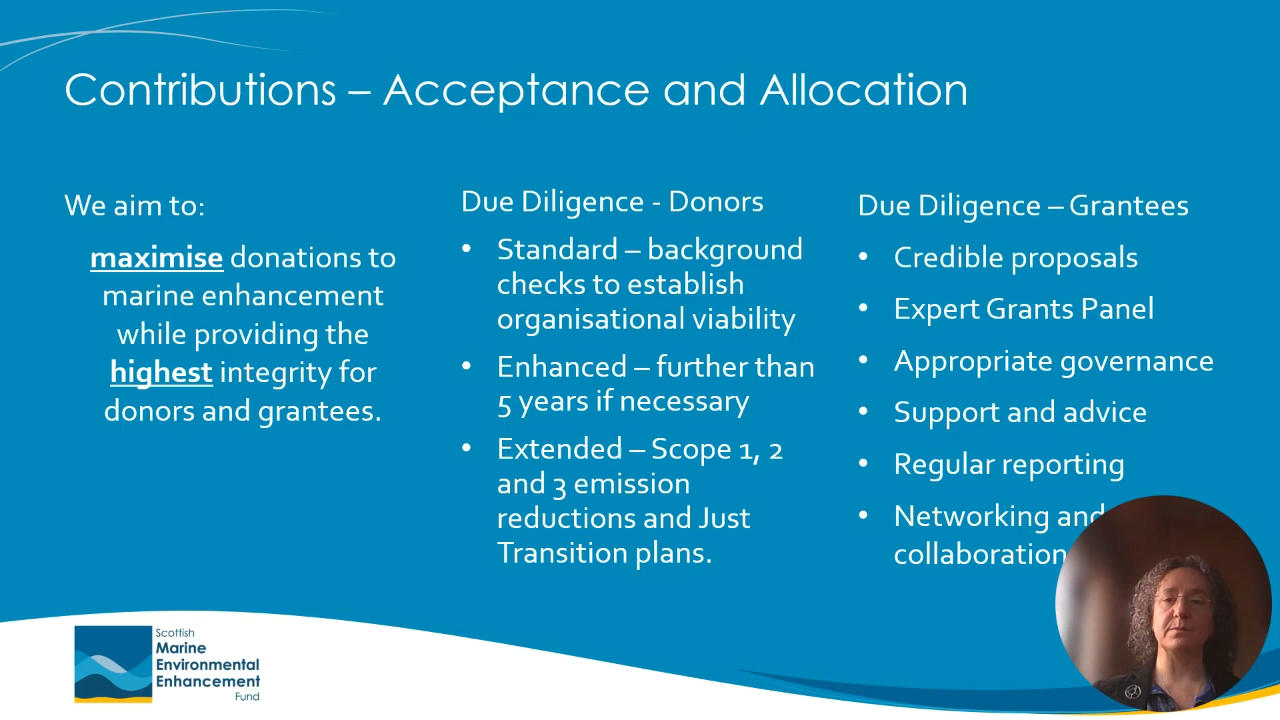 Contributions – Acceptance and Allocation
We aim to:
maximise donations to
marine enhancement
while providing the
highest integrity for
donors and grantees.
Due Diligence - Donors
• Standard – background
checks to establish
organisational viability
• Enhanced – further than
5 years if necessary
• Extended – Scope 1, 2
and 3 emission
reductions and Just
Transition plans.
Due Diligence – Grantees
• Credible proposals
• Expert Grants Panel
• Appropriate governance
• Support and advice
• Regular reporting
• Networking and
collaboration
Scottish
Marine
Environmental
Enhancement
Fund